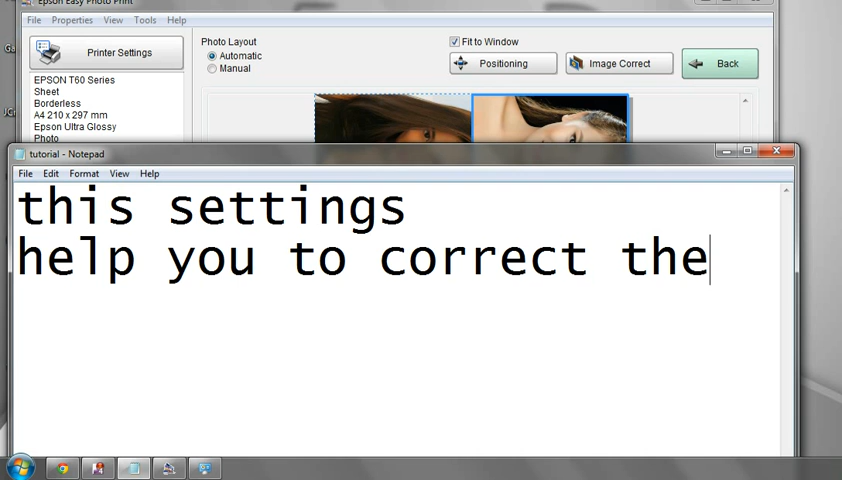 Epson Easy Photo Print
File Properties View Tools Help
Printer Settings
Photo Layout
Automatic
Manual
Fit to Window
Positioning
Image Correct
Back
EPSON T60 Series
Sheet
Borderless
A4 210 x 297 mm
Epson Ultra Glossy
Photo
tutorial - Notepad
File Edit Format View Help
this settings
help you to correct the